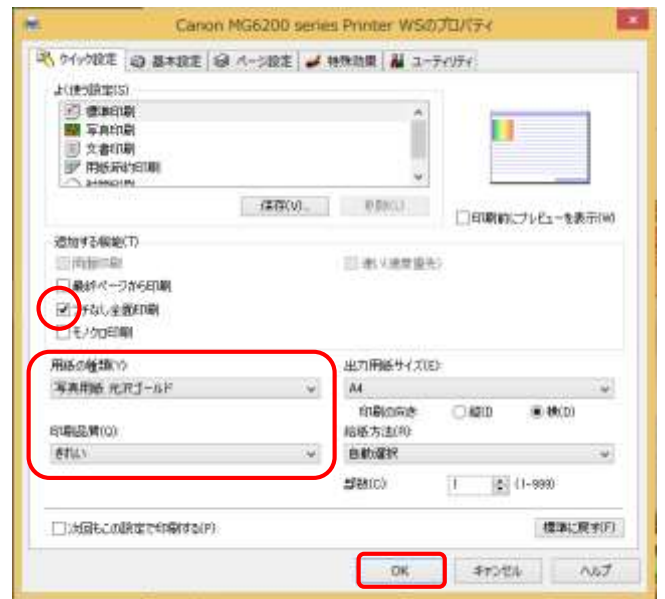 Canon MG6200 series Printer WSのプロパティ
クイック設定 基本設定 ページ設定 特殊効果 ユーティリティ
よく使う設定(S)
標準印刷
写真印刷
文書印刷
用紙節約印刷
保存(V)... 削除(L)
印刷前にプレビューを表示(W)
追加する機能(T)
両面印刷 速い(速度優先)
最終ページから印刷
フチなし全面印刷
モノクロ印刷
用紙の種類(Y) 出力用紙サイズ(E):
写真用紙 光沢ゴールド A4
印刷の向き 縦(I) 横(D)
印刷品質(Q) 給紙方法(R):
きれい 自動選択
部数(C) 1 (1-999)
次回もこの設定で印刷する(P) 標準に戻す(F)
OK キャンセル ヘルプ